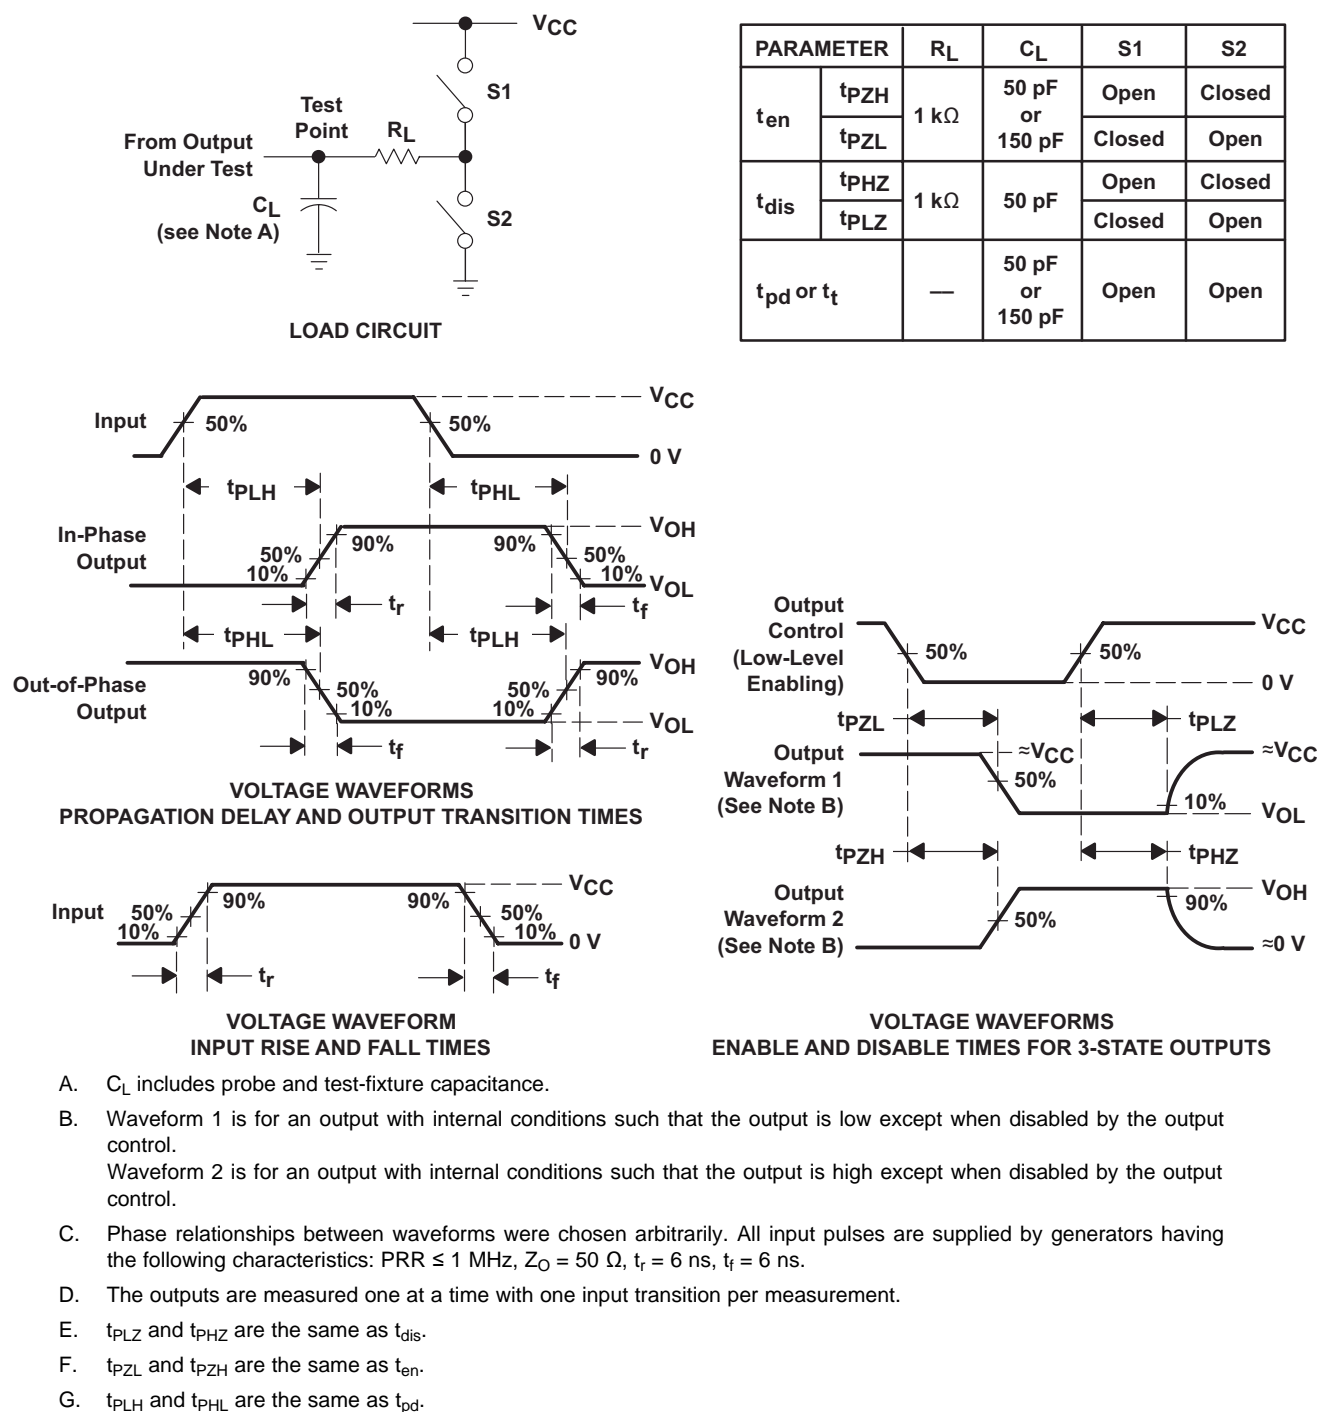 VCC
S1
Test
Point
RL
From Output
Under Test
CL
(see Note A)
S2
LOAD CIRCUIT
PARAMETER RL CL S1 S2
ten tPZH 1 kΩ 50 pF or 150 pF Open Closed
tPZL Closed Open
tdis tPHZ 1 kΩ 50 pF Open Closed
tPLZ Closed Open
tpd or tt — 50 pF or 150 pF Open Open
Input 50% 50% VCC
0 V
tPLH tPHL
In-Phase
Output
50%
10%
90% 90%
50%
10%
VOH
VOL
tr tf
tPHL tPLH
Out-of-Phase
Output
90%
50%
10%
50%
10%
90%
VOH
VOL
tf tr
VOLTAGE WAVEFORMS
PROPAGATION DELAY AND OUTPUT TRANSITION TIMES
Input
50%
10%
90% 90%
50%
10%
VCC
0 V
tr tf
VOLTAGE WAVEFORM
INPUT RISE AND FALL TIMES
Output
Control
(Low-Level
Enabling)
50% 50%
VCC
0 V
tPZL tPLZ
Output
Waveform 1
(See Note B)
≈VCC
50%
≈VCC
10%
VOL
tPZH tPHZ
Output
Waveform 2
(See Note B)
50%
VOH
90%
≈0 V
VOLTAGE WAVEFORMS
ENABLE AND DISABLE TIMES FOR 3-STATE OUTPUTS
A. CL includes probe and test-fixture capacitance.
B. Waveform 1 is for an output with internal conditions such that the output is low except when disabled by the output
control.
Waveform 2 is for an output with internal conditions such that the output is high except when disabled by the output
control.
C. Phase relationships between waveforms were chosen arbitrarily. All input pulses are supplied by generators having
the following characteristics: PRR ≤ 1 MHz, ZO = 50 Ω, tr = 6 ns, tf = 6 ns.
D. The outputs are measured one at a time with one input transition per measurement.
E. tPLZ and tPHZ are the same as tdis.
F. tPZL and tPZH are the same as ten.
G. tPLH and tPHL are the same as tpd.